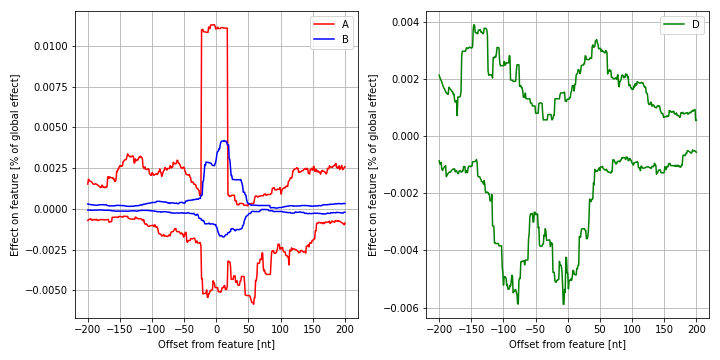 Effect on feature [% of global effect]
0.0100
0.0075
0.0050
0.0025
0.0000
−0.0025
−0.0050
−200 −150 −100 −50 0 50 100 150 200
Offset from feature [nt]
A
B
Effect on feature [% of global effect]
0.004
0.002
0.000
−0.002
−0.004
−0.006
−200 −150 −100 −50 0 50 100 150 200
Offset from feature [nt]
D